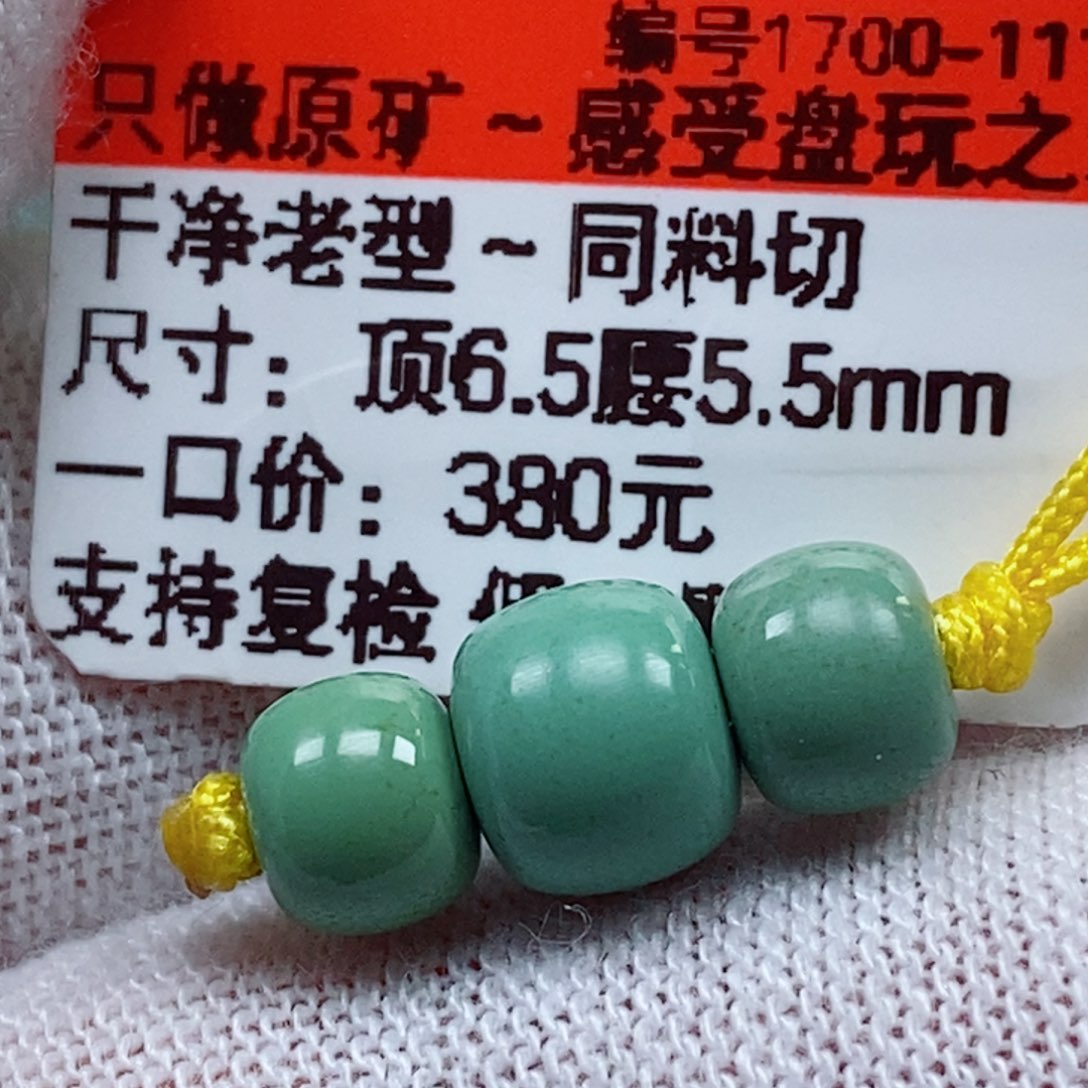 编号1700-11
只做原矿~感受盘玩之
干净老型~同料切
尺寸：顶6.5腰5.5mm
一口价：380元
支持复检